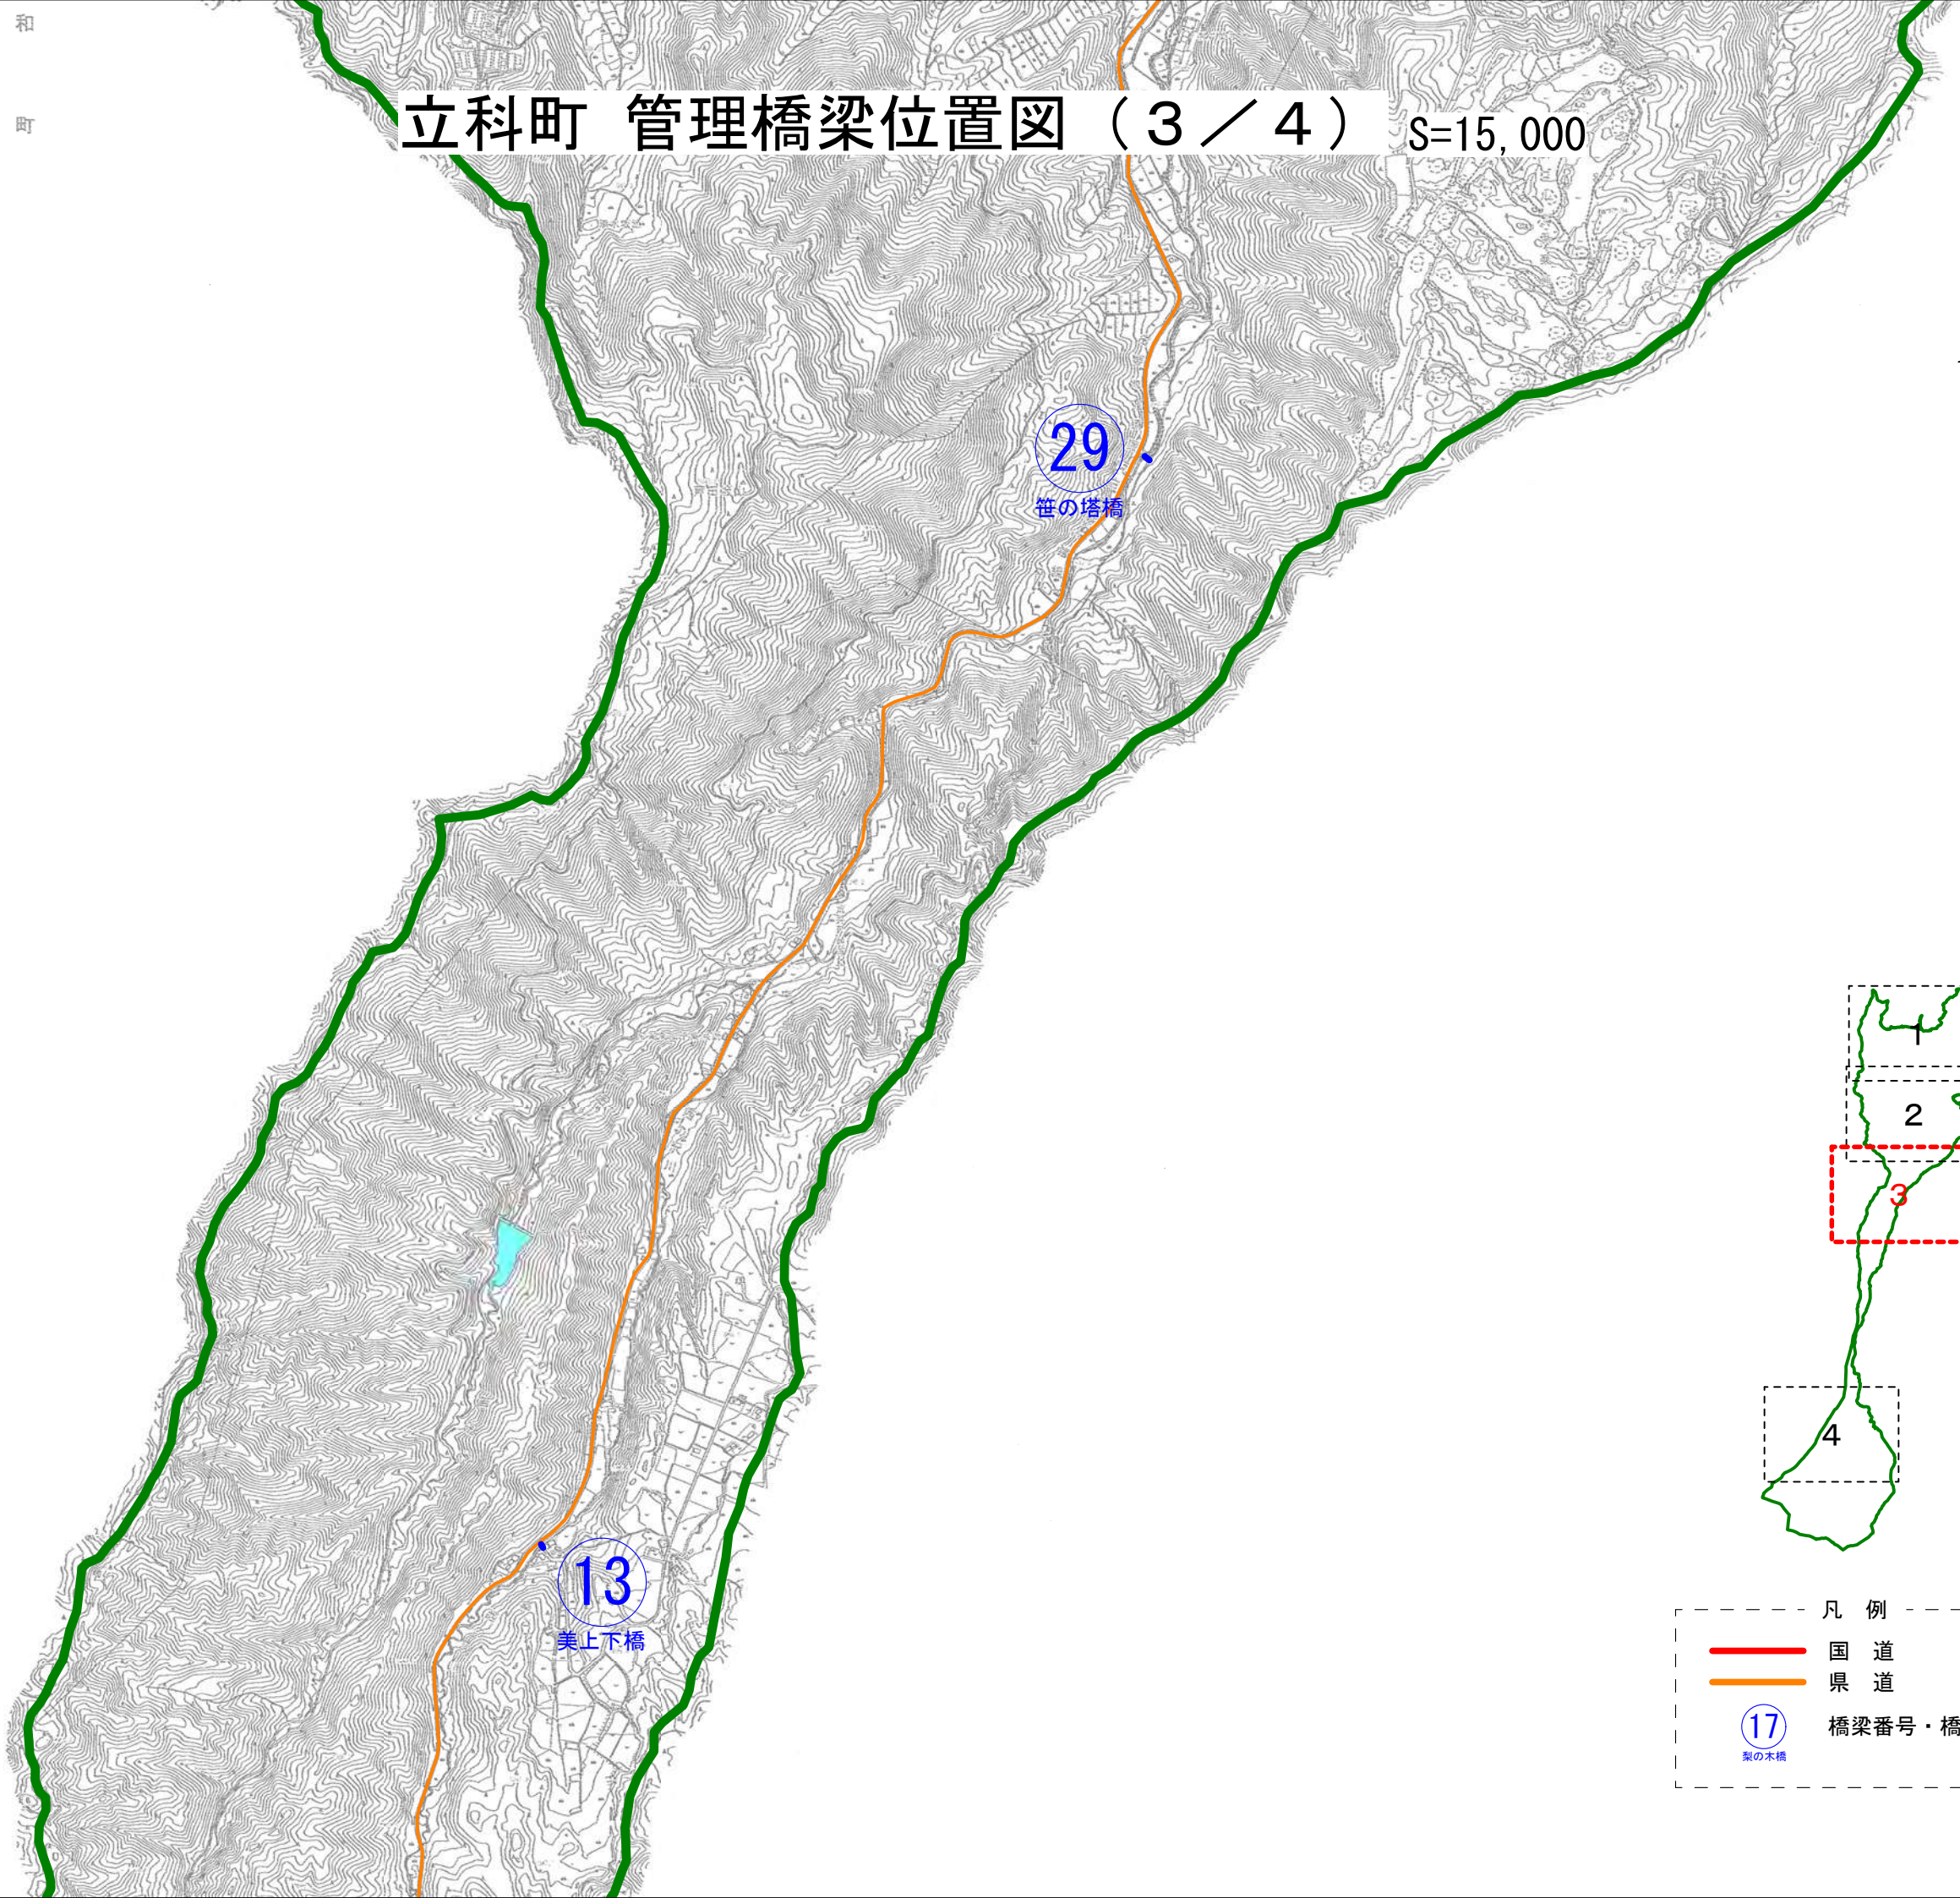 和
町
立科町 管理橋梁位置図（３／４） S=15,000
29
笹の塔橋
1
2
3
4
13
美上下橋
凡 例
国 道
県 道
17 橋梁番号・橋
梨の木橋